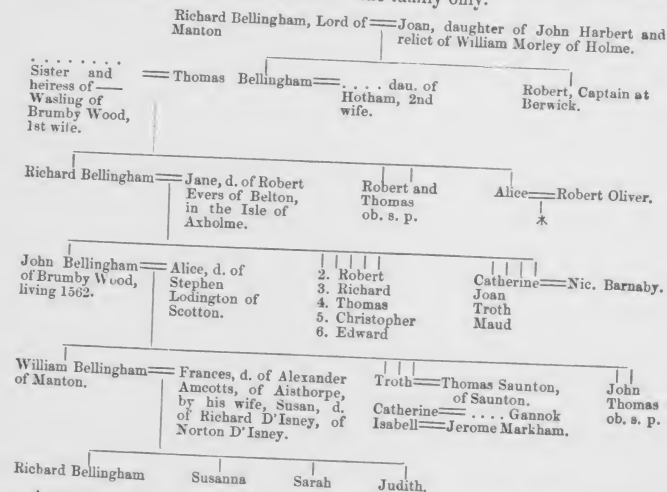 family only.
Richard Bellingham, Lord of ══ Joan, daughter of John Harbert and
Manton
relict of William Morley of Holme.
. . . . . . . .
Sister and
heiress of ——
Wasling of
Brumby Wood,
1st wife.
══ Thomas Bellingham ══ . . . . dau. of
Hotham, 2nd
wife.
Robert, Captain at
Berwick.
Richard Bellingham ══ Jane, d. of Robert
Evers of Belton,
in the Isle of
Axholme.
Robert and
Thomas
ob. s. p.
Alice ══ Robert Oliver.
*
John Bellingham ══ Alice, d. of
of Brumby Wood,
living 1562.
Stephen
Lodington of
Scotton.
2. Robert
3. Richard
4. Thomas
5. Christopher
6. Edward
Catherine ══ Nic. Barnaby.
Joan
Troth
Maud
William Bellingham ══ Frances, d. of Alexander
of Manton.
Amcotts, of Aisthorpe,
by his wife, Susan, d.
of Richard D'Isney, of
Norton D'Isney.
Troth ══ Thomas Saunton,
of Saunton.
Catherine ══ . . . . Gannok
Isabell ══ Jerome Markham.
John
Thomas
ob. s. p.
Richard Bellingham
Susanna
Sarah
Judith.